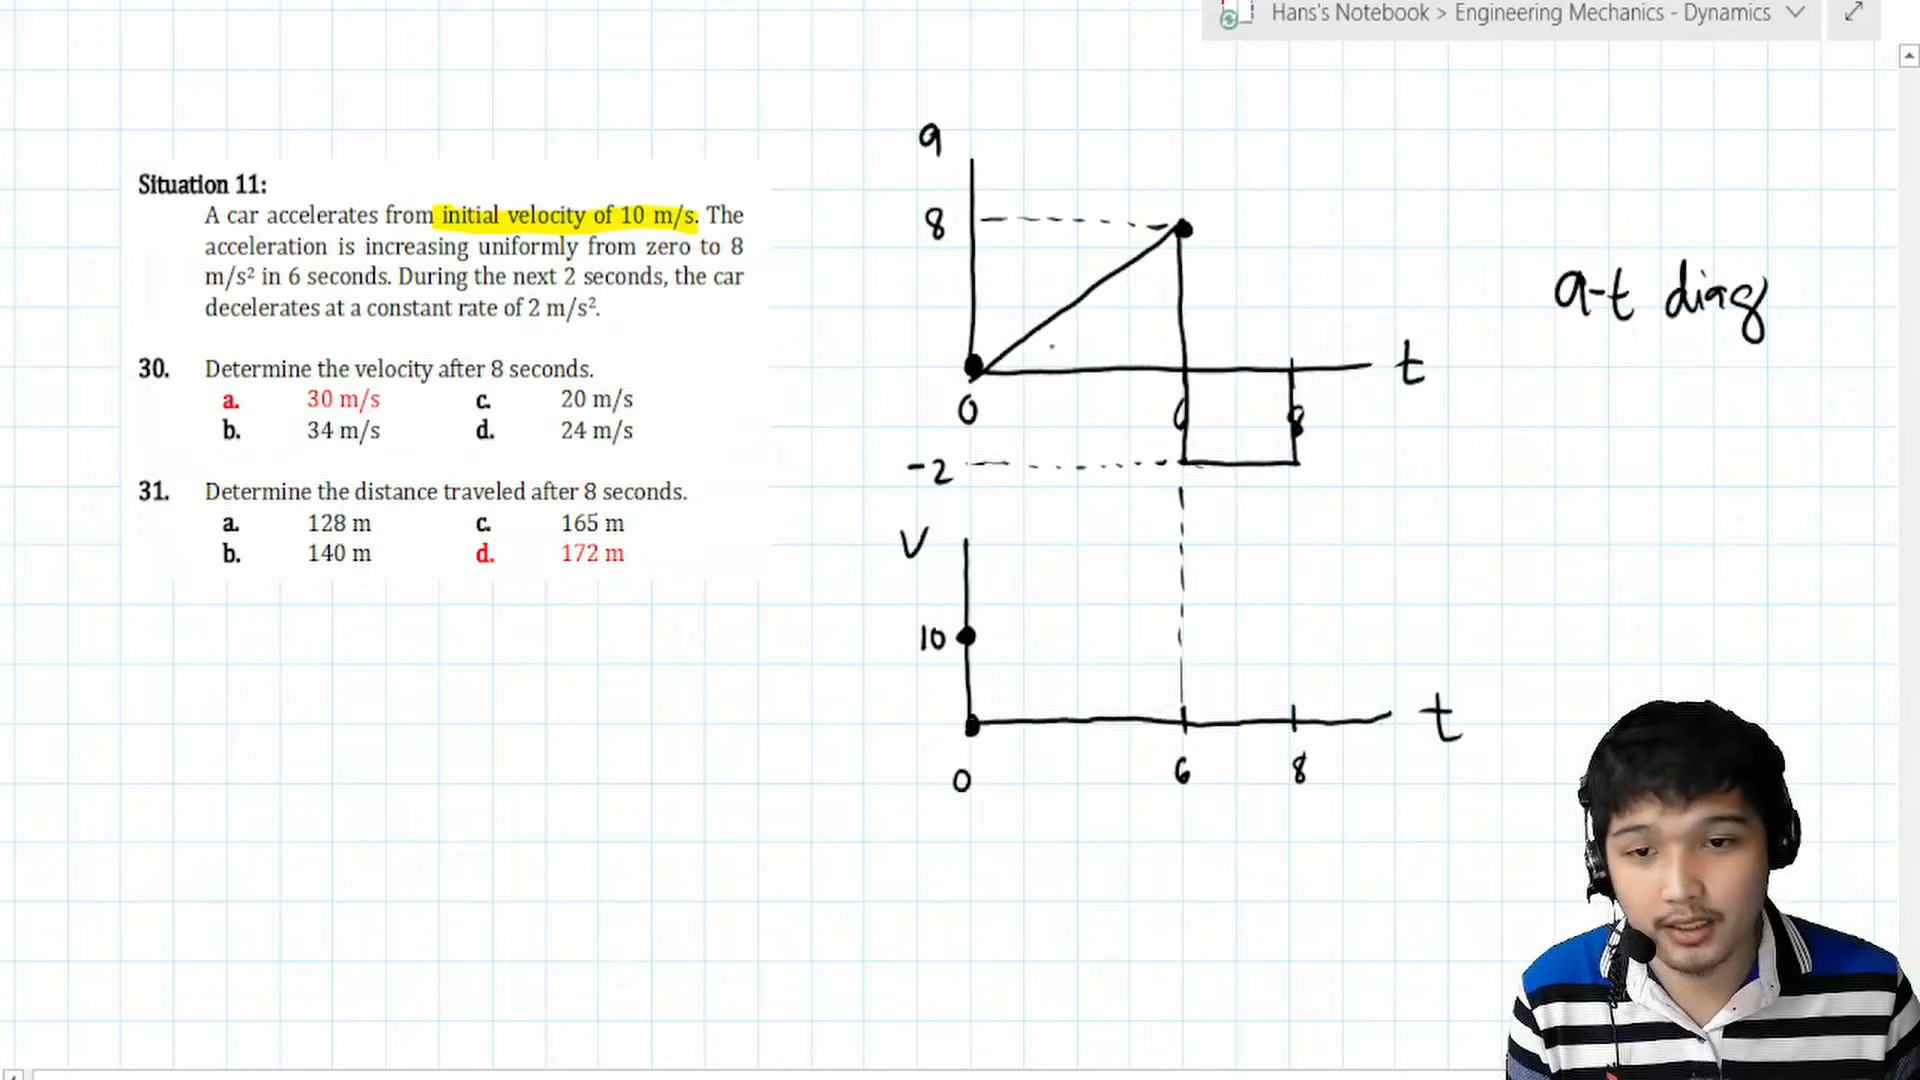 Hans's Notebook > Engineering Mechanics - Dynamics
Situation 11:
A car accelerates from initial velocity of 10 m/s. The
acceleration is increasing uniformly from zero to 8
m/s² in 6 seconds. During the next 2 seconds, the car
decelerates at a constant rate of 2 m/s².
30. Determine the velocity after 8 seconds.
a. 30 m/s c. 20 m/s
b. 34 m/s d. 24 m/s
31. Determine the distance traveled after 8 seconds.
a. 128 m c. 165 m
b. 140 m d. 172 m
a
8
t
0 6 8
-2
a-t diag
V
10
t
0 6 8